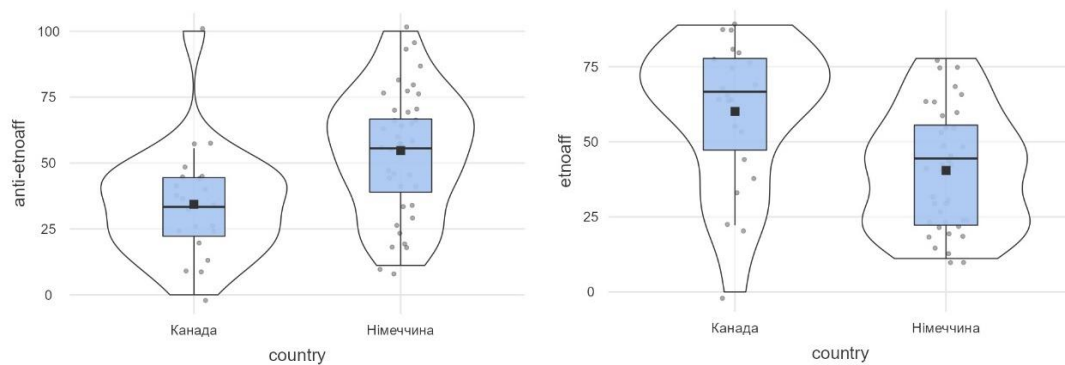 100
75
50
25
0
anti-etnoaff
Канада
Німеччина
country
75
50
25
0
etnoaff
Канада
Німеччина
country